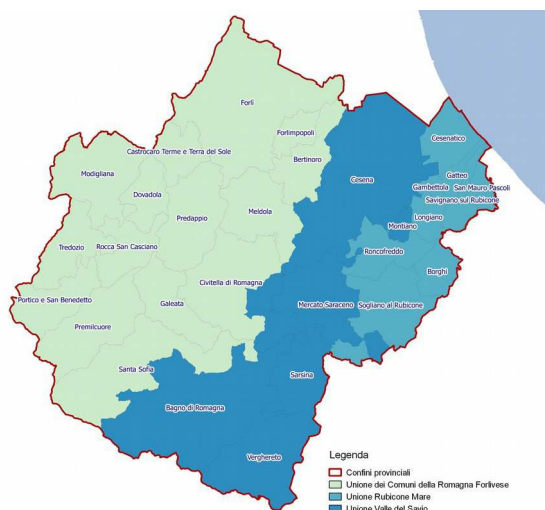 Forlì
Forlimpopoli
Cesenatico
Castrocaro Terme e Terra del Sole
Bertinoro
Modigliana
Gatteo
Cesena
Gambettola
San Mauro Pascoli
Dovadola
Savignano sul Rubicone
Meldola
Longiano
Predappio
Montiano
Tredozio
Rocca San Casciano
Roncofreddo
Borghi
Civitella di Romagna
Portico e San Benedetto
Galeata
Mercato Saraceno
Sogliano al Rubicone
Premilcuore
Santa Sofia
Sarsina
Bagno di Romagna
Verghereto
Legenda
Confini provinciali
Unione dei Comuni della Romagna Forlivese
Unione Rubicone Mare
Unione Valle del Savio